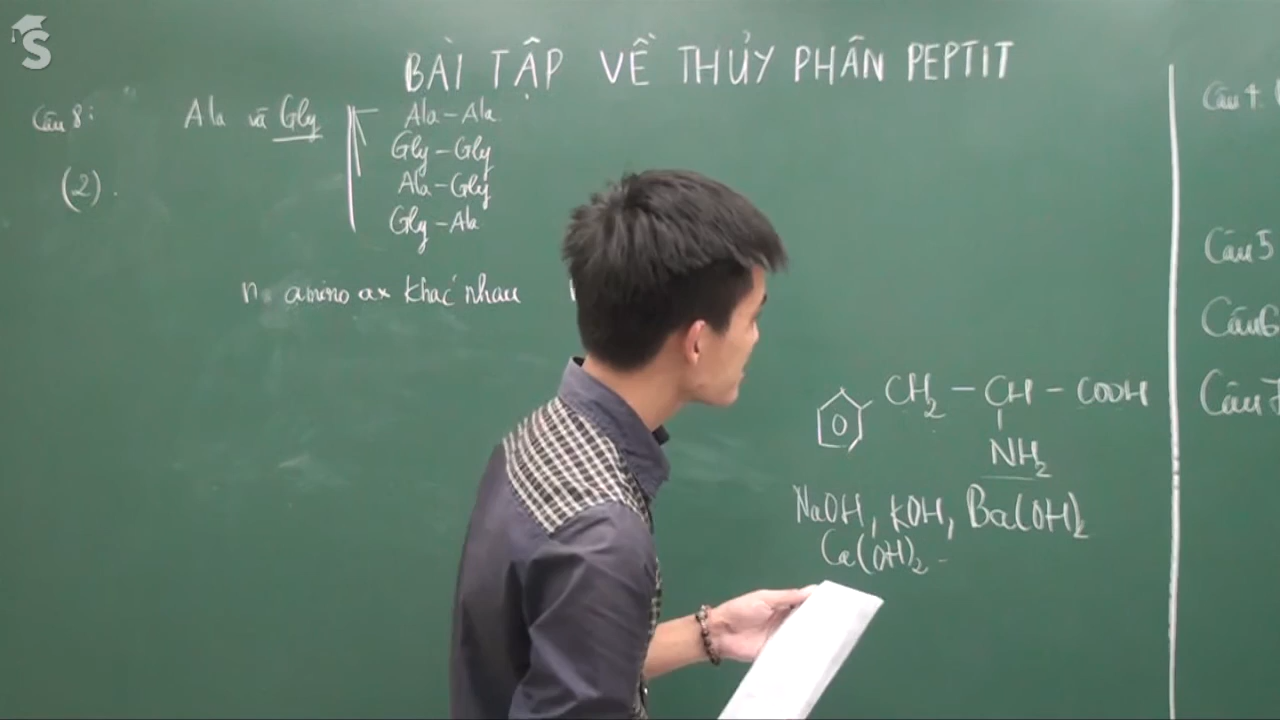 S
BÀI TẬP VỀ THỦY PHÂN PEPTIT
Câu 8: Ala và Gly
Ala-Ala
Gly-Gly
Ala-Gly
Gly-Ala
(2).
n amino ax khác nhau
CH2 - CH - COOH
NH2
NaOH, KOH, Ba(OH)2
Ca(OH)2
Câu 4.
Câu 5
Câu 6
Câu 7